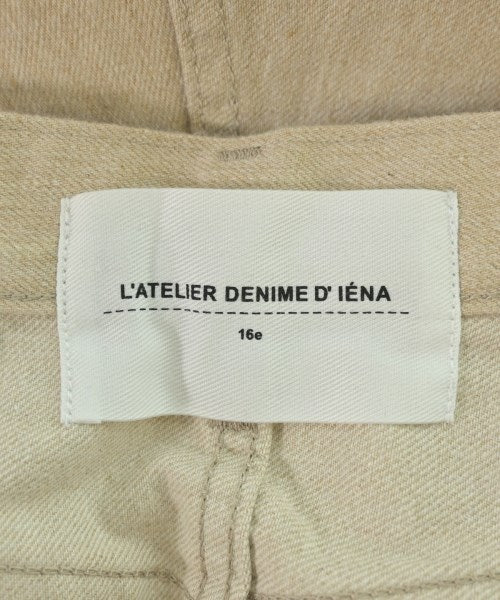 L'ATELIER DENIME D' IÉNA
16e